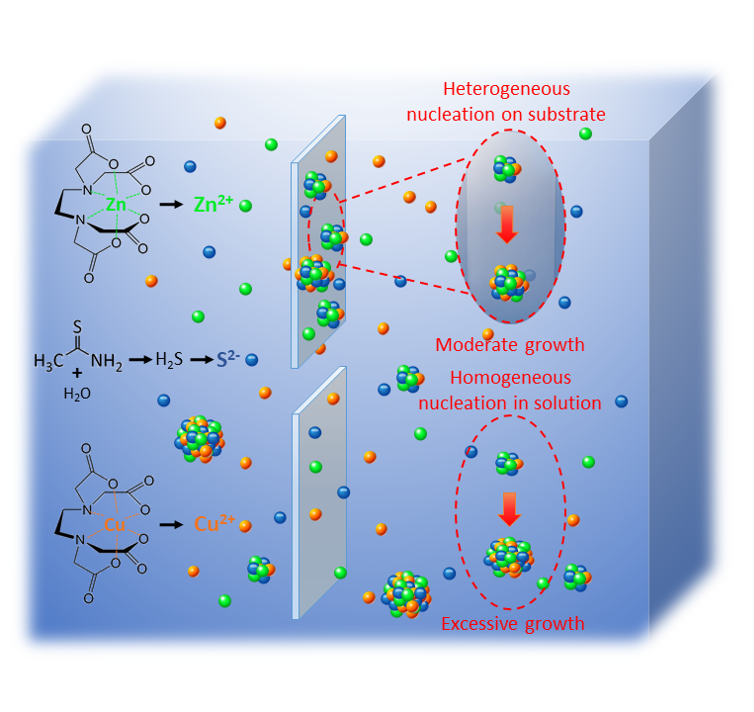 Heterogeneous
nucleation on substrate
O
O
O
O
N
Zn
N
O
O
O
O
Zn²⁺
Moderate growth
S
H₃C
NH₂
H₂S
S²⁻
+
H₂O
Homogeneous
nucleation in solution
O
O
O
O
N
Cu
N
O
O
O
O
Cu²⁺
Excessive growth